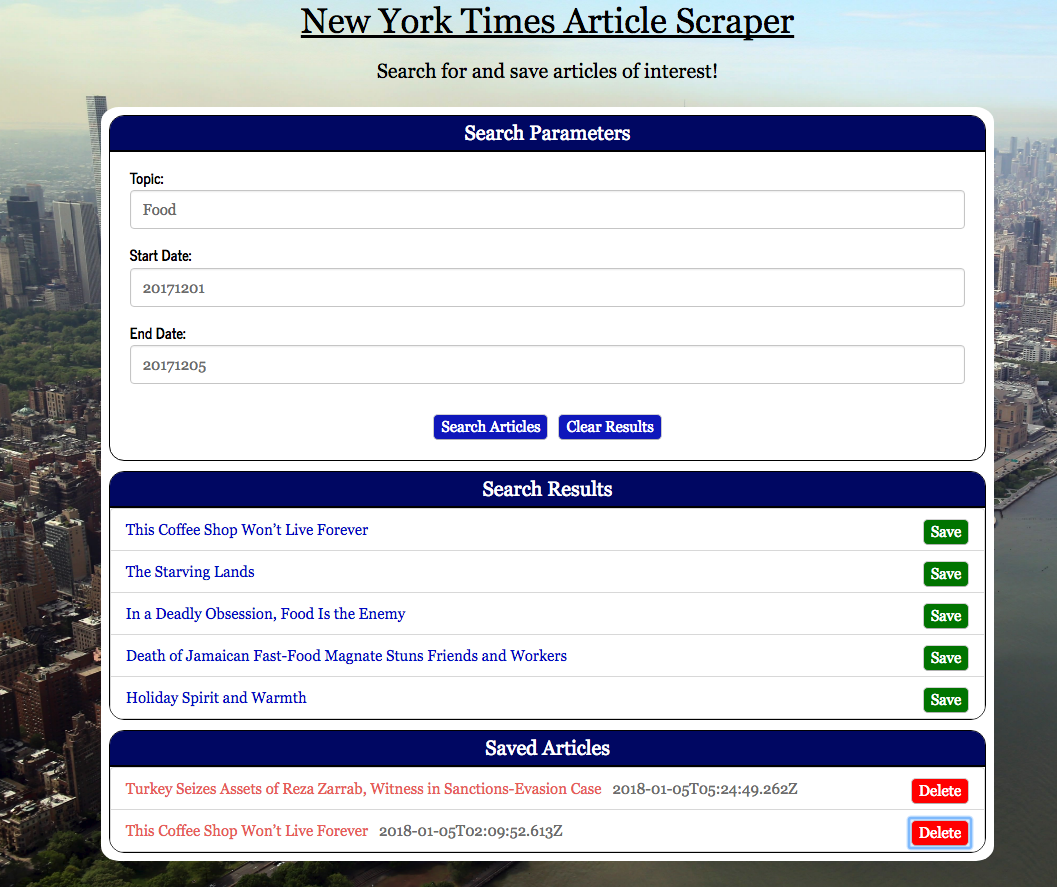 New York Times Article Scraper
Search for and save articles of interest!
Search Parameters
Topic:
Food
Start Date:
20171201
End Date:
20171205
Search Articles Clear Results
Search Results
This Coffee Shop Won’t Live Forever Save
The Starving Lands Save
In a Deadly Obsession, Food Is the Enemy Save
Death of Jamaican Fast-Food Magnate Stuns Friends and Workers Save
Holiday Spirit and Warmth Save
Saved Articles
Turkey Seizes Assets of Reza Zarrab, Witness in Sanctions-Evasion Case 2018-01-05T05:24:49.262Z Delete
This Coffee Shop Won’t Live Forever 2018-01-05T02:09:52.613Z Delete